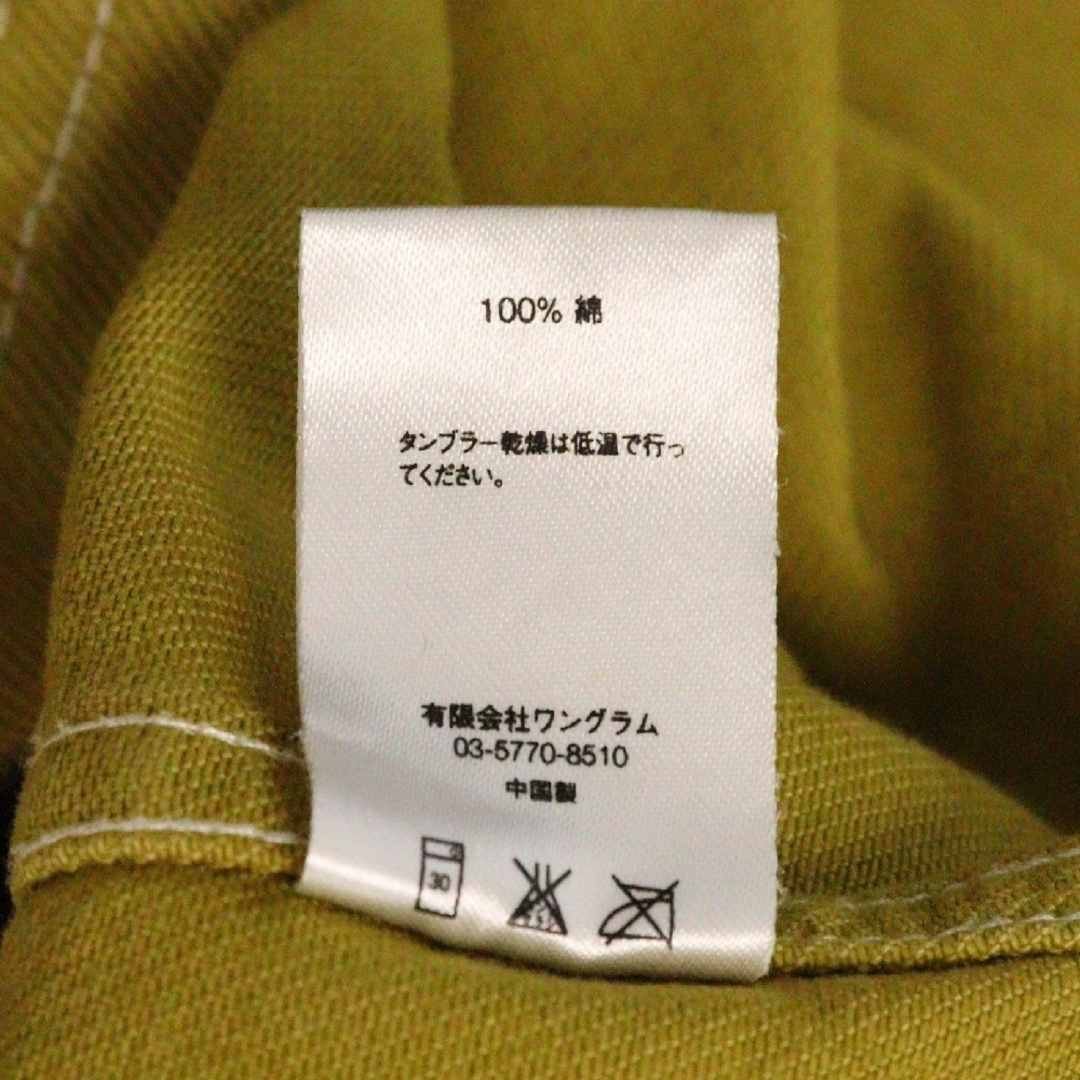 100% 綿
タンブラー乾燥は低温で行っ
てください。
有限会社ワングラム
03-5770-8510
中国製
30